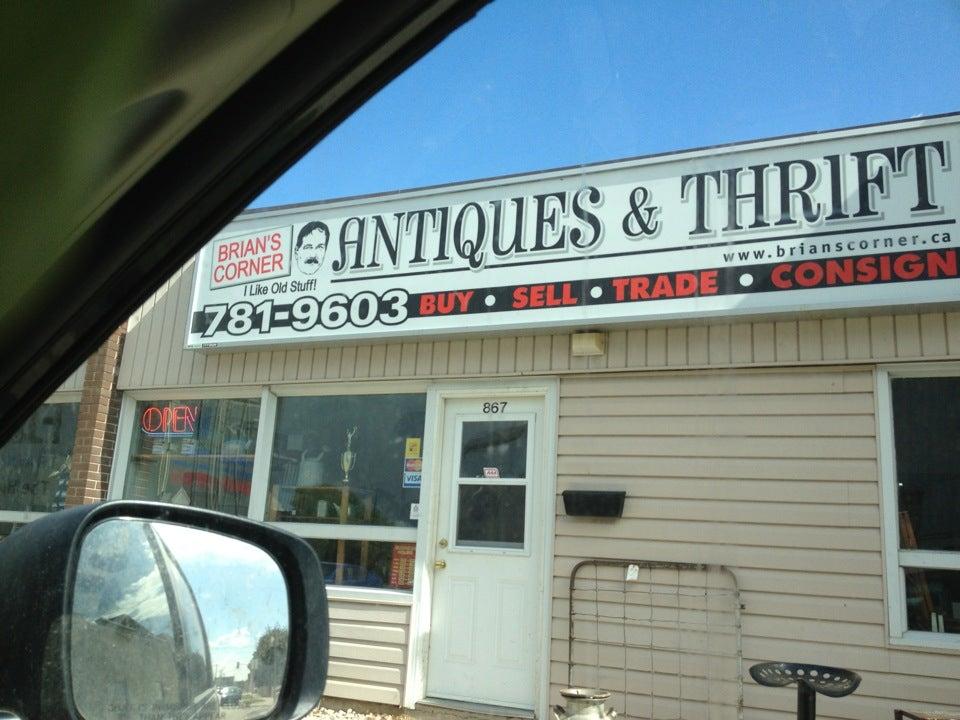 BRIAN'S
CORNER
I Like Old Stuff!
ANTIQUES & THRIFT
www.brianscorner.ca
781-9603 BUY • SELL • TRADE • CONSIGN
OPEN
867
VISA